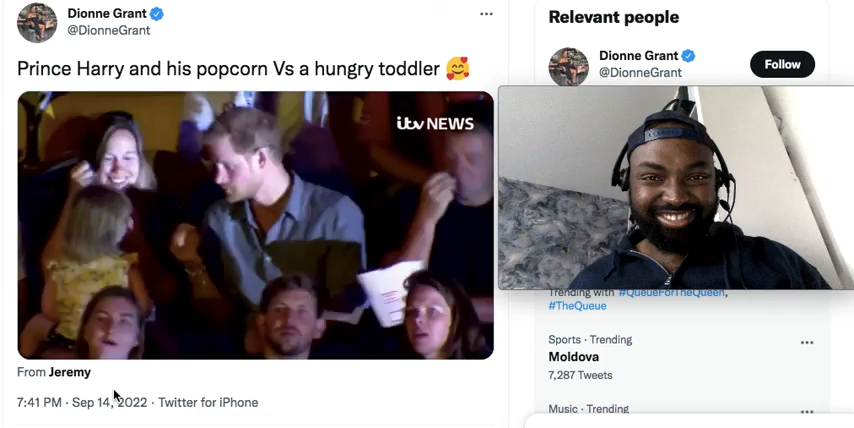 Dionne Grant
@DionneGrant
Prince Harry and his popcorn Vs a hungry toddler
itv NEWS
From Jeremy
7:41 PM · Sep 14, 2022 · Twitter for iPhone
Relevant people
Dionne Grant
@DionneGrant
Follow
Trending with #QueueForTheQueen,
#TheQueue
Sports · Trending
Moldova
7,287 Tweets
Music · Trending